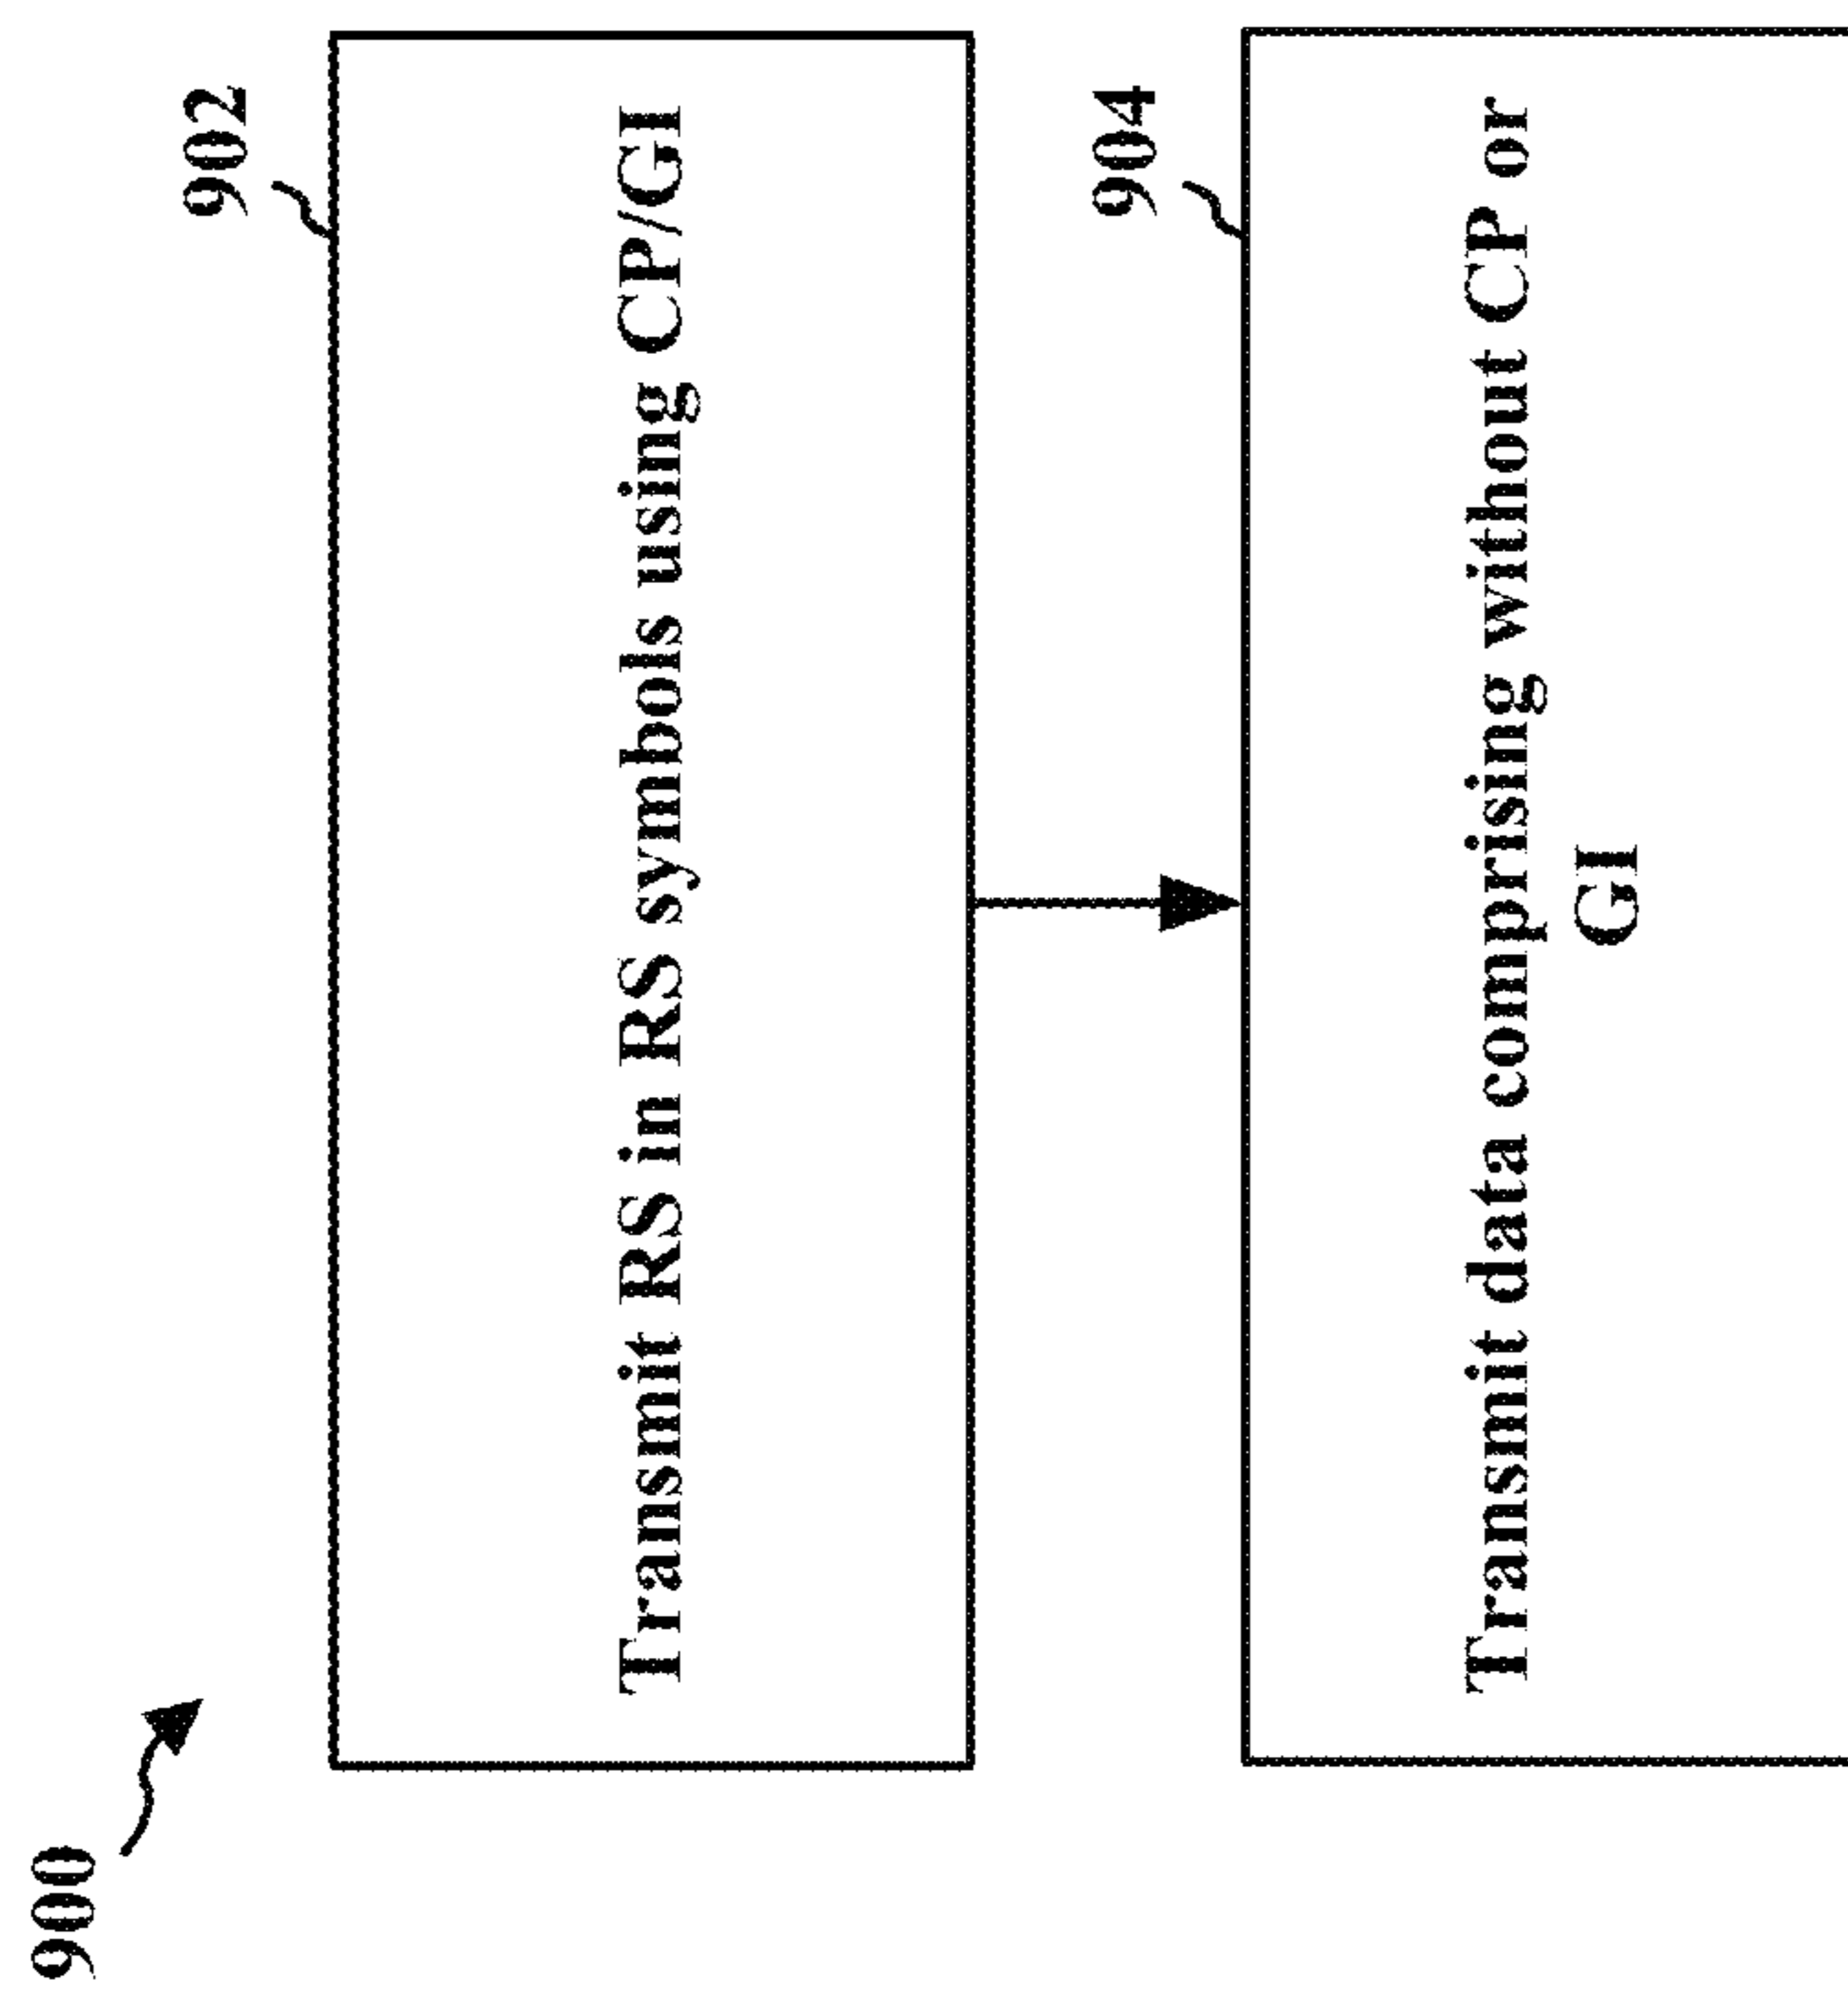 900
902
Transmit RS in RS symbols using CP/GI
904
Transmit data comprising without CP or
GI